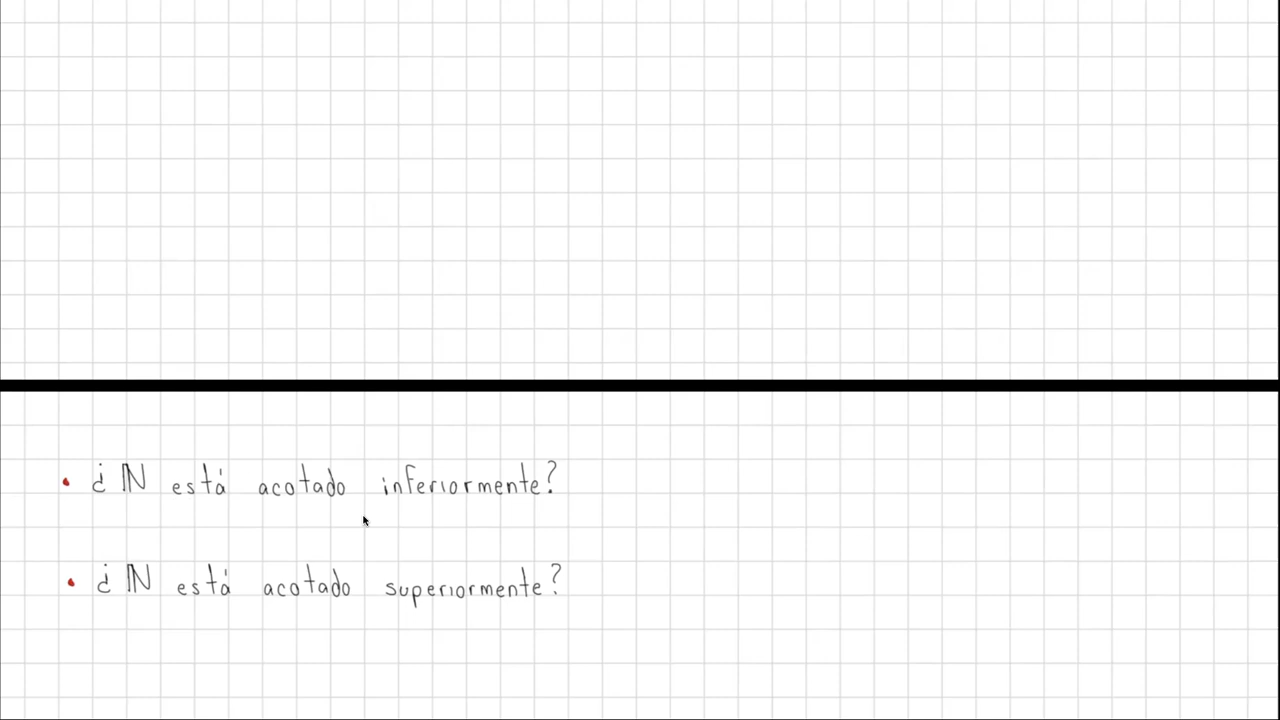 • ¿ℕ está acotado inferiormente?
• ¿ℕ está acotado superiormente?